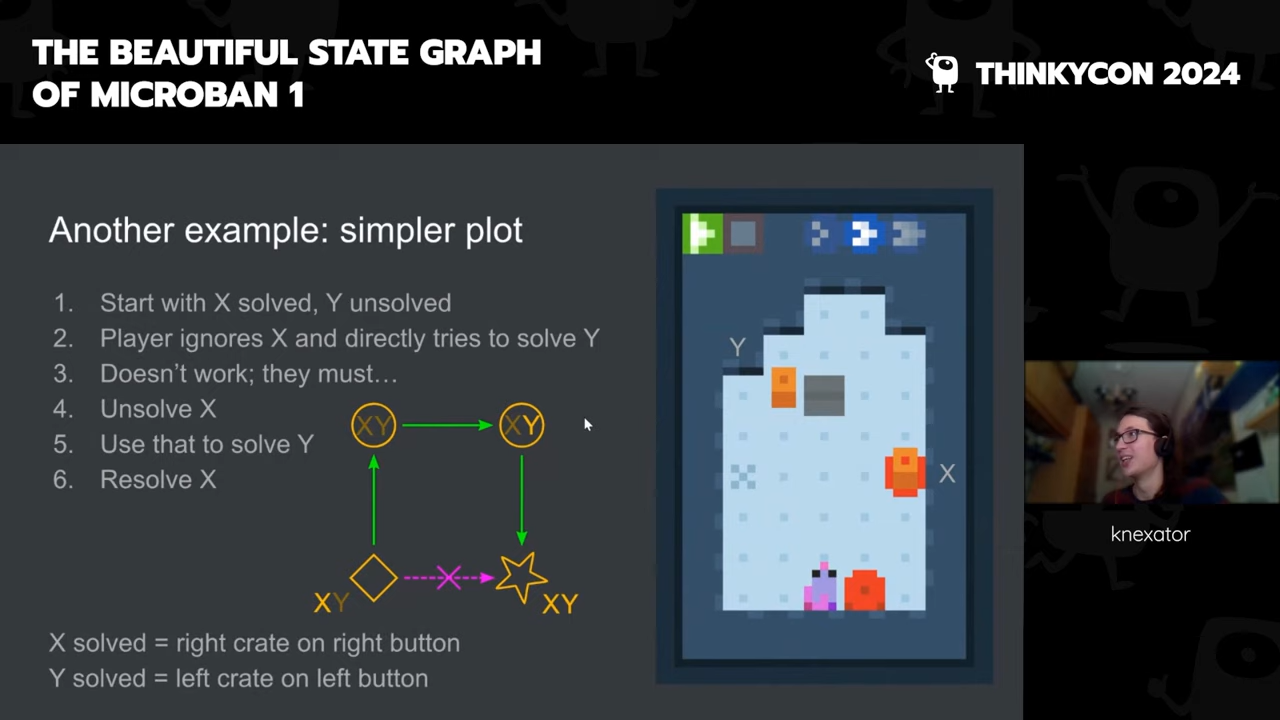 THE BEAUTIFUL STATE GRAPH
OF MICROBAN 1
THINKYCON 2024
Another example: simpler plot
1. Start with X solved, Y unsolved
2. Player ignores X and directly tries to solve Y
3. Doesn’t work; they must…
4. Unsolve X
5. Use that to solve Y
6. Resolve X
XY
XY
XY
XY
X solved = right crate on right button
Y solved = left crate on left button
Y
X
knexator